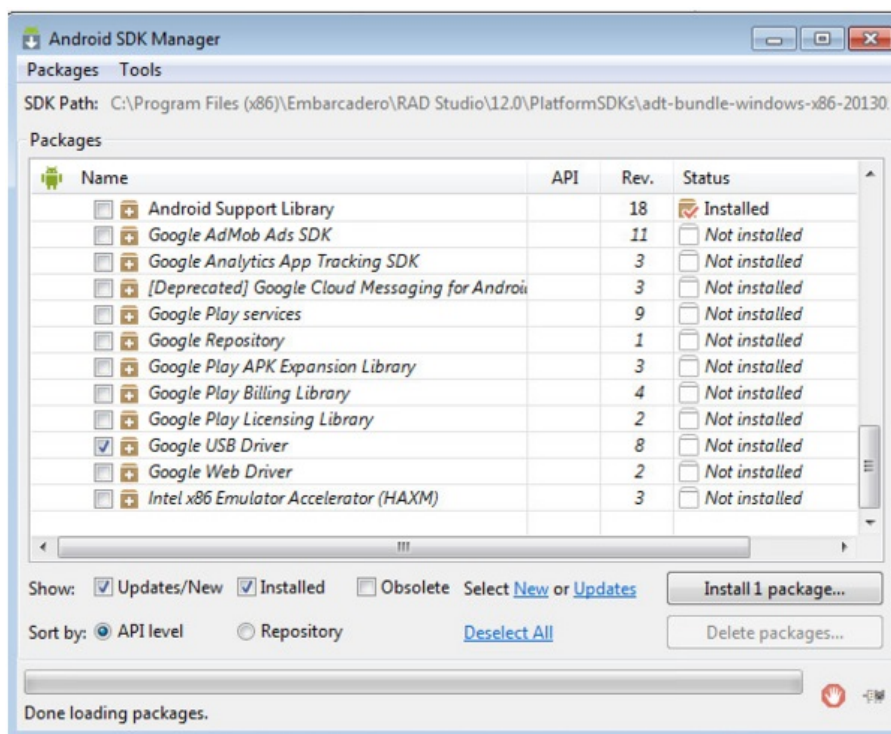 Android SDK Manager
Packages Tools
SDK Path: C:\Program Files (x86)\Embarcadero\RAD Studio\12.0\PlatformSDKs\adt-bundle-windows-x86-20130
Packages
Name API Rev. Status
Android Support Library 18 Installed
Google AdMob Ads SDK 11 Not installed
Google Analytics App Tracking SDK 3 Not installed
[Deprecated] Google Cloud Messaging for Androi 3 Not installed
Google Play services 9 Not installed
Google Repository 1 Not installed
Google Play APK Expansion Library 3 Not installed
Google Play Billing Library 4 Not installed
Google Play Licensing Library 2 Not installed
Google USB Driver 8 Not installed
Google Web Driver 2 Not installed
Intel x86 Emulator Accelerator (HAXM) 3 Not installed
Show: Updates/New Installed Obsolete Select New or Updates Install 1 package...
Sort by: API level Repository Deselect All Delete packages...
Done loading packages.